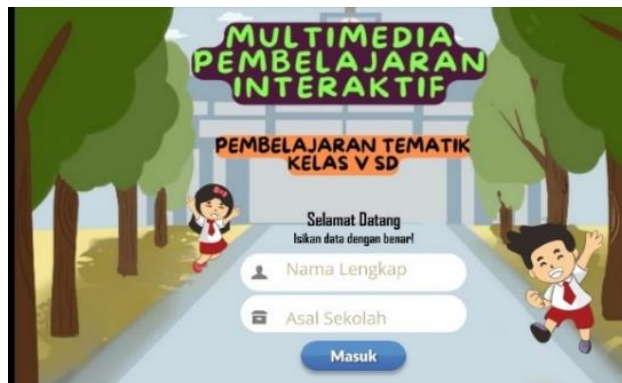 MULTIMEDIA
PEMBELAJARAN
INTERAKTIF
PEMBELAJARAN TEMATIK
KELAS V SD
Selamat Datang
Isikan data dengan benar!
Nama Lengkap
Asal Sekolah
Masuk